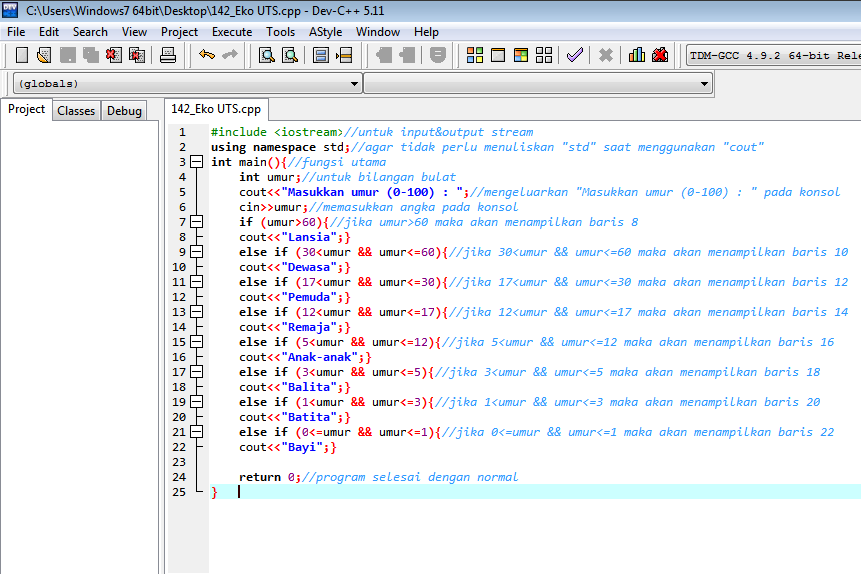 C:\Users\Windows7 64bit\Desktop\142_Eko UTS.cpp - Dev-C++ 5.11
File Edit Search View Project Execute Tools AStyle Window Help
TDM-GCC 4.9.2 64-bit Rele
(globals)
Project Classes Debug 142_Eko UTS.cpp
1 #include <iostream>//untuk input&output stream
2 using namespace std;//agar tidak perlu menuliskan "std" saat menggunakan "cout"
3 int main(){//fungsi utama
4 int umur;//untuk bilangan bulat
5 cout<<"Masukkan umur (0-100) : ";//mengeluarkan "Masukkan umur (0-100) : " pada konsol
6 cin>>umur;//memasukkan angka pada konsol
7 if (umur>60){//jika umur>60 maka akan menampilkan baris 8
8 cout<<"Lansia";}
9 else if (30<umur && umur<=60){//jika 30<umur && umur<=60 maka akan menampilkan baris 10
10 cout<<"Dewasa";}
11 else if (17<umur && umur<=30){//jika 17<umur && umur<=30 maka akan menampilkan baris 12
12 cout<<"Pemuda";}
13 else if (12<umur && umur<=17){//jika 12<umur && umur<=17 maka akan menampilkan baris 14
14 cout<<"Remaja";}
15 else if (5<umur && umur<=12){//jika 5<umur && umur<=12 maka akan menampilkan baris 16
16 cout<<"Anak-anak";}
17 else if (3<umur && umur<=5){//jika 3<umur && umur<=5 maka akan menampilkan baris 18
18 cout<<"Balita";}
19 else if (1<umur && umur<=3){//jika 1<umur && umur<=3 maka akan menampilkan baris 20
20 cout<<"Batita";}
21 else if (0<=umur && umur<=1){//jika 0<=umur && umur<=1 maka akan menampilkan baris 22
22 cout<<"Bayi";}
23
24 return 0;//program selesai dengan normal
25 }